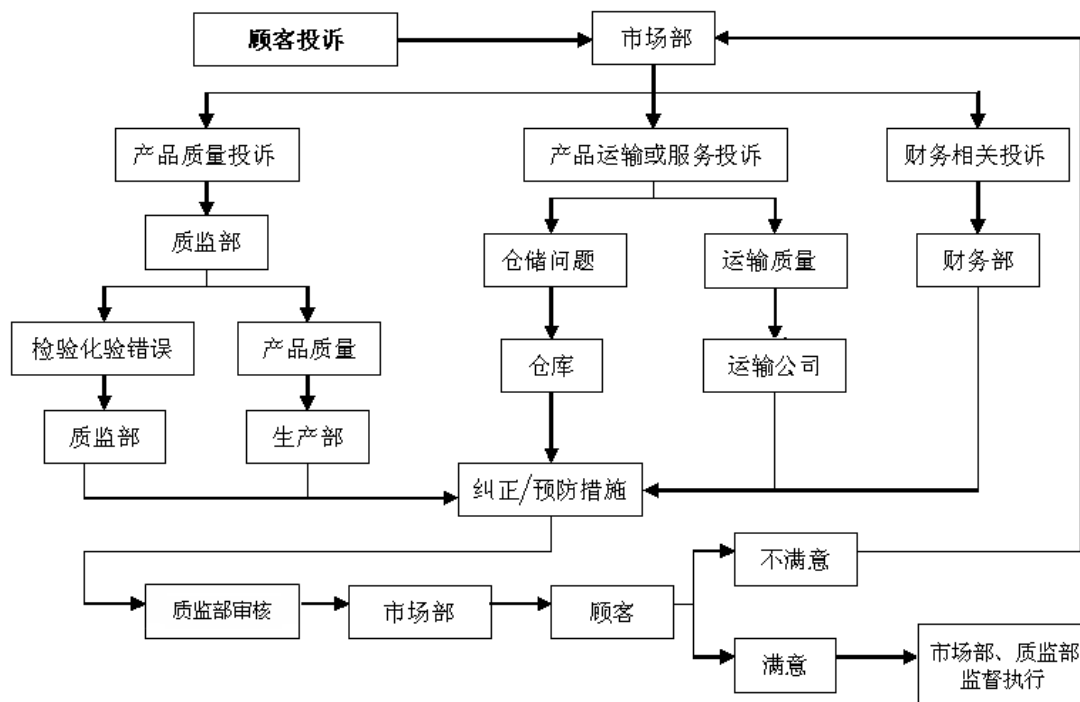 顾客投诉
市场部
产品质量投诉
产品运输或服务投诉
财务相关投诉
质监部
仓储问题
运输质量
财务部
检验化验错误
产品质量
仓库
运输公司
质监部
生产部
纠正/预防措施
不满意
质监部审核
市场部
顾客
满意
市场部、质监部
监督执行